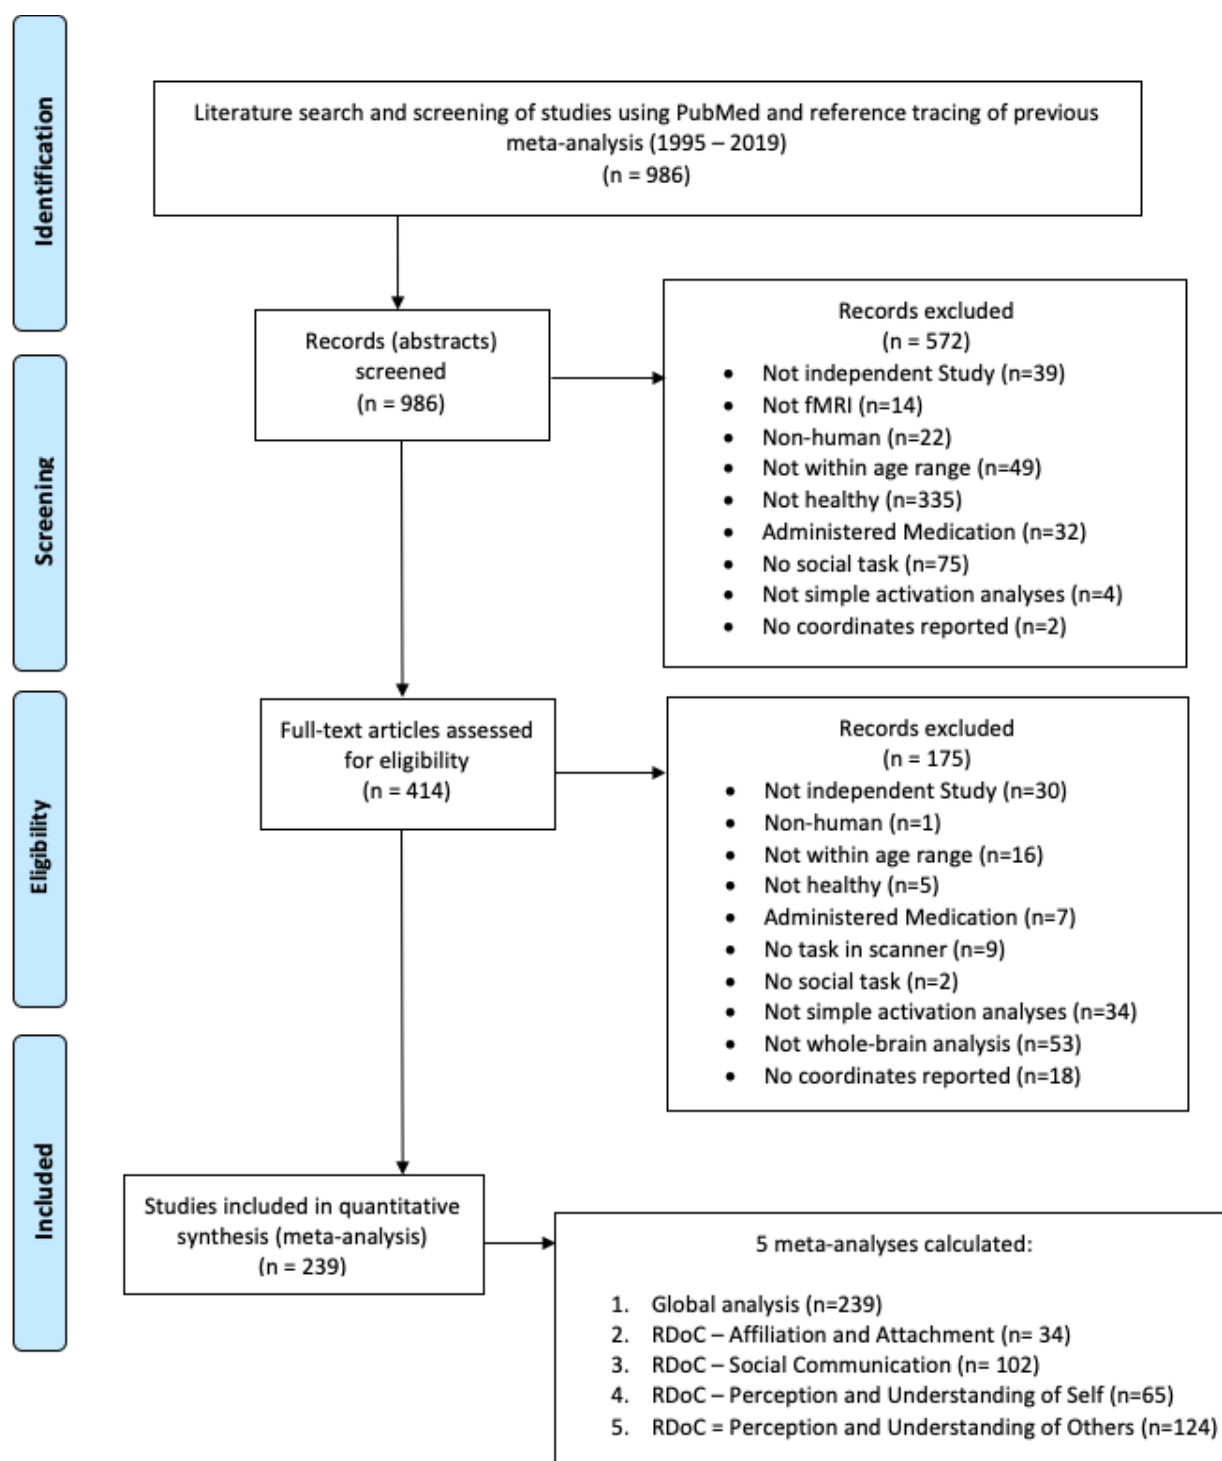 Identification
Literature search and screening of studies using PubMed and reference tracing of previous
meta-analysis (1995 – 2019)
(n = 986)
Screening
Records (abstracts)
screened
(n = 986)
Records excluded
(n = 572)
• Not independent Study (n=39)
• Not fMRI (n=14)
• Non-human (n=22)
• Not within age range (n=49)
• Not healthy (n=335)
• Administered Medication (n=32)
• No social task (n=75)
• Not simple activation analyses (n=4)
• No coordinates reported (n=2)
Eligibility
Full-text articles assessed
for eligibility
(n = 414)
Records excluded
(n = 175)
• Not independent Study (n=30)
• Non-human (n=1)
• Not within age range (n=16)
• Not healthy (n=5)
• Administered Medication (n=7)
• No task in scanner (n=9)
• No social task (n=2)
• Not simple activation analyses (n=34)
• Not whole-brain analysis (n=53)
• No coordinates reported (n=18)
Included
Studies included in quantitative
synthesis (meta-analysis)
(n = 239)
5 meta-analyses calculated:
1. Global analysis (n=239)
2. RDoC – Affiliation and Attachment (n= 34)
3. RDoC – Social Communication (n= 102)
4. RDoC – Perception and Understanding of Self (n=65)
5. RDoC = Perception and Understanding of Others (n=124)